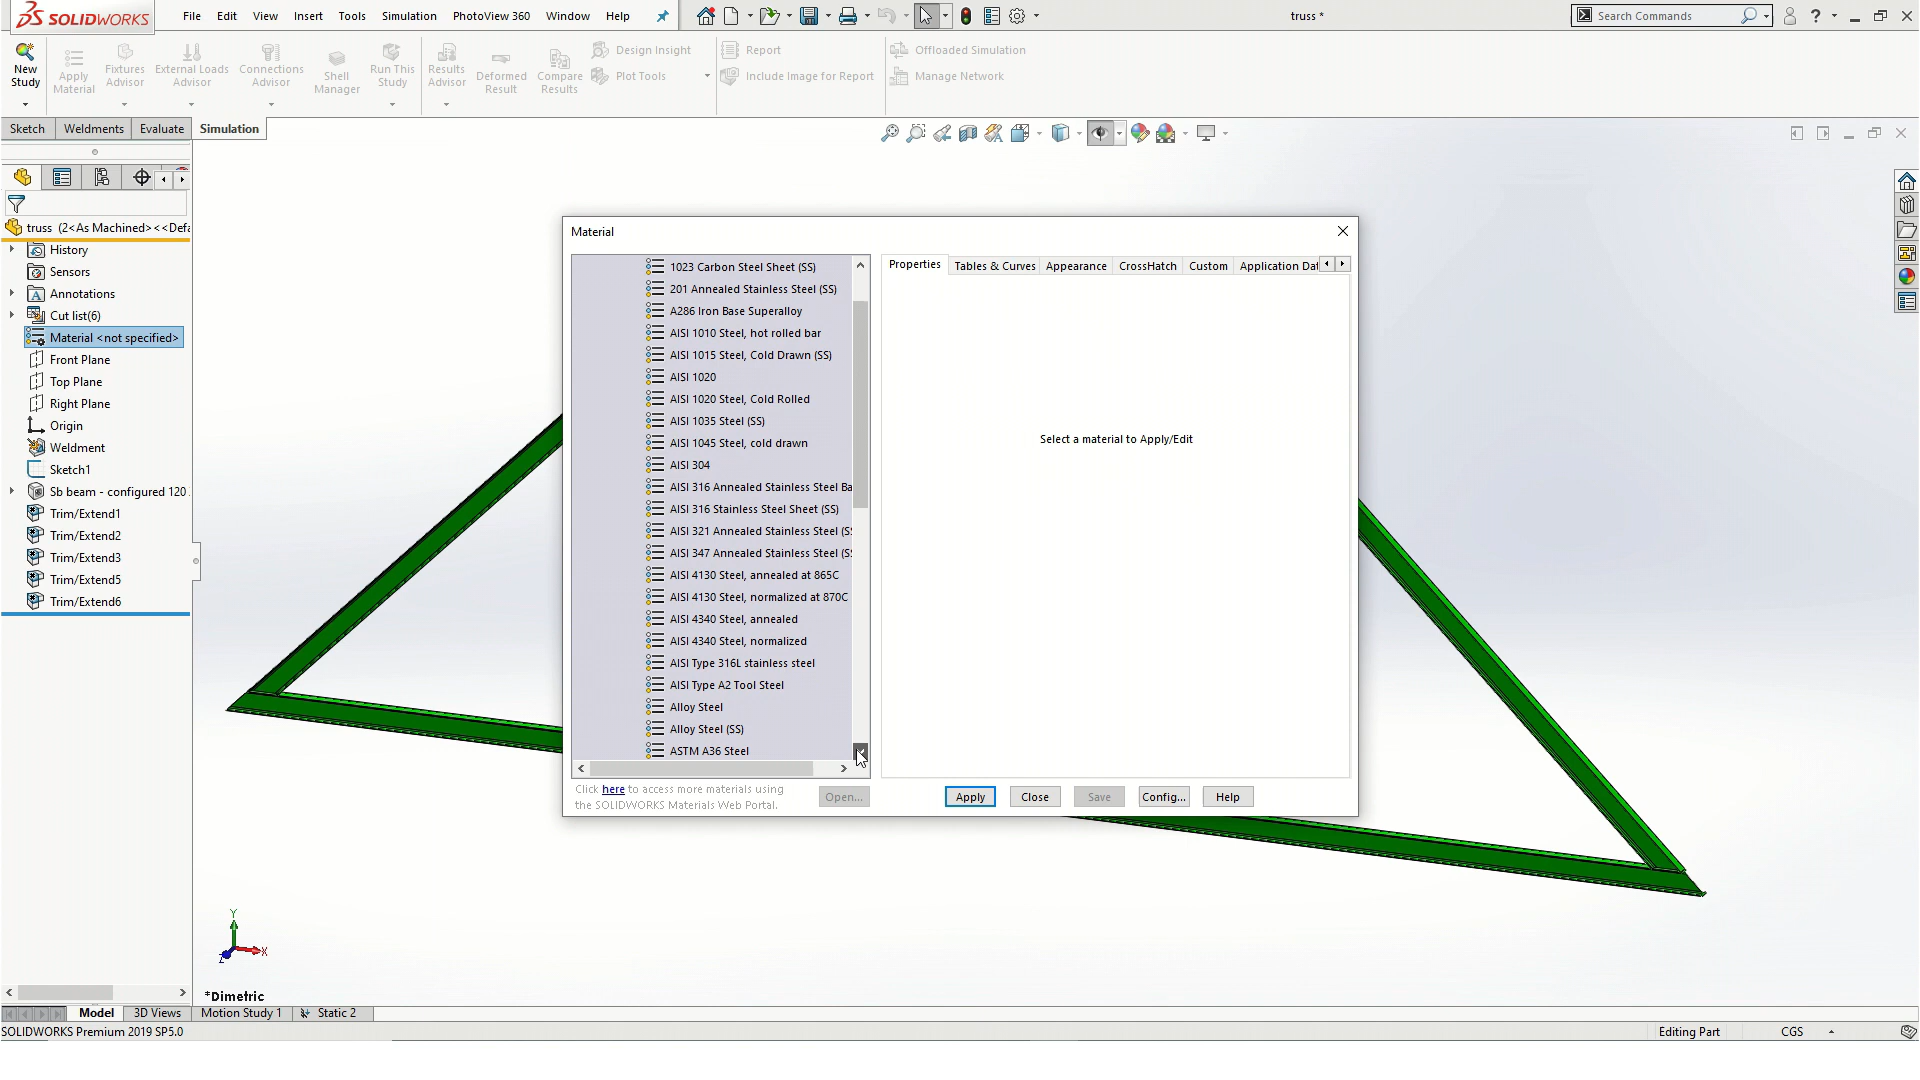 SOLIDWORKS File Edit View Insert Tools Simulation PhotoView 360 Window Help truss * Search Commands ?
New Study
Apply Material
Fixtures Advisor
External Loads Advisor
Connections Advisor
Shell Manager
Run This Study
Results Advisor
Deformed Result
Compare Results
Design Insight
Plot Tools
Report
Include Image for Report
Offloaded Simulation
Manage Network
Sketch Weldments Evaluate Simulation
truss (2<As Machined><<Defa
History
Sensors
Annotations
Cut list(6)
Material <not specified>
Front Plane
Top Plane
Right Plane
Origin
Weldment
Sketch1
Sb beam - configured 120
Trim/Extend1
Trim/Extend2
Trim/Extend3
Trim/Extend5
Trim/Extend6
Material
1023 Carbon Steel Sheet (SS)
201 Annealed Stainless Steel (SS)
A286 Iron Base Superalloy
AISI 1010 Steel, hot rolled bar
AISI 1015 Steel, Cold Drawn (SS)
AISI 1020
AISI 1020 Steel, Cold Rolled
AISI 1035 Steel (SS)
AISI 1045 Steel, cold drawn
AISI 304
AISI 316 Annealed Stainless Steel Ba
AISI 316 Stainless Steel Sheet (SS)
AISI 321 Annealed Stainless Steel (S
AISI 347 Annealed Stainless Steel (S
AISI 4130 Steel, annealed at 865C
AISI 4130 Steel, normalized at 870C
AISI 4340 Steel, annealed
AISI 4340 Steel, normalized
AISI Type 316L stainless steel
AISI Type A2 Tool Steel
Alloy Steel
Alloy Steel (SS)
ASTM A36 Steel
Click here to access more materials using
the SOLIDWORKS Materials Web Portal.
Open...
Properties Tables & Curves Appearance CrossHatch Custom Application Dat
Select a material to Apply/Edit
Apply Close Save Config... Help
Y
X
Z
*Dimetric
Model 3D Views Motion Study 1 Static 2
SOLIDWORKS Premium 2019 SP5.0 Editing Part CGS